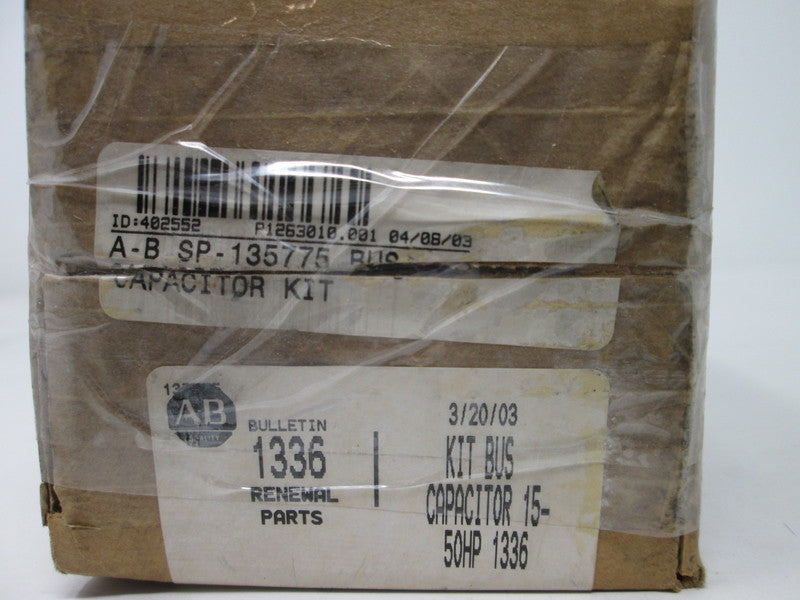 ID:402552 P1263010.001 04/08/03
A-B SP-135775 BUS
CAPACITOR KIT
AB
QUALITY
BULLETIN
1336
RENEWAL
PARTS
3/20/03
KIT BUS
CAPACITOR 15-
50HP 1336